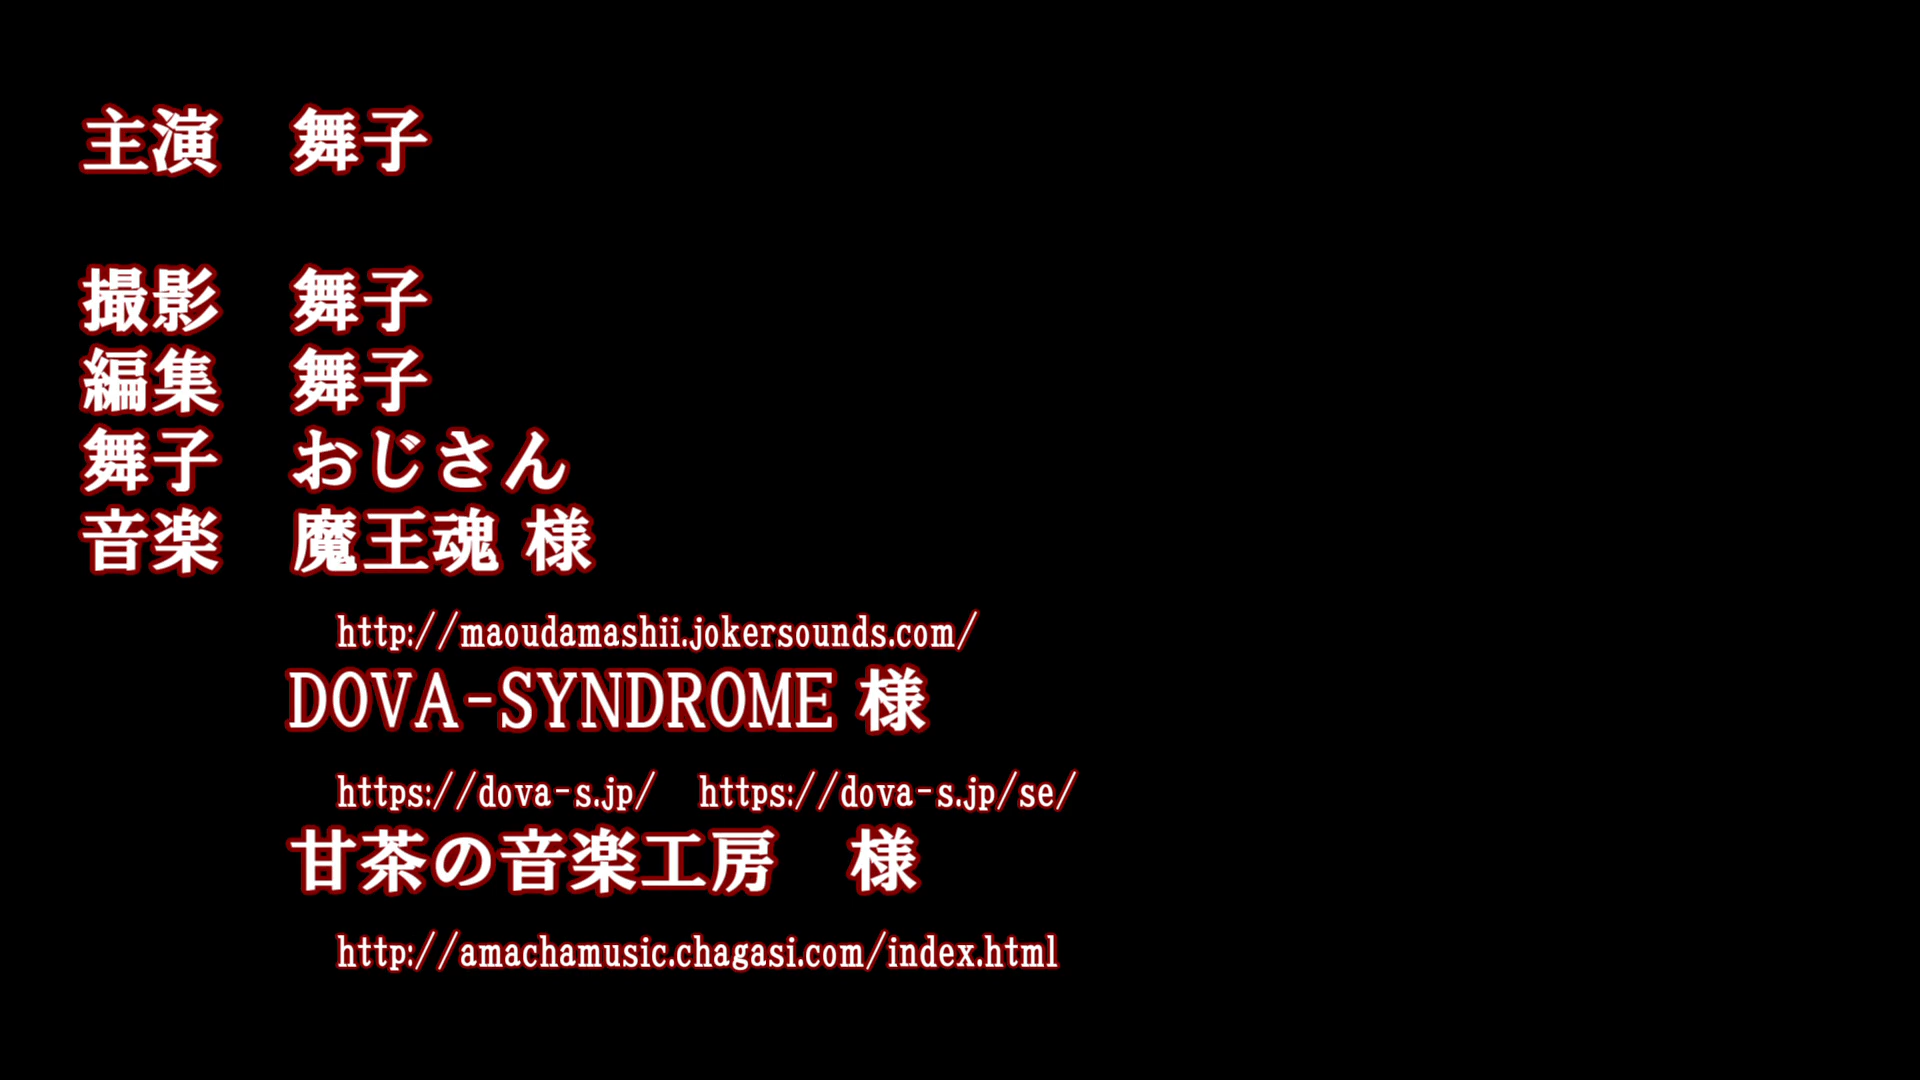 主演　舞子
撮影　舞子
編集　舞子
舞子　おじさん
音楽　魔王魂 様
http://maoudamashii.jokersounds.com/
DOVA-SYNDROME 様
https://dova-s.jp/　https://dova-s.jp/se/
甘茶の音楽工房　様
http://amachamusic.chagasi.com/index.html